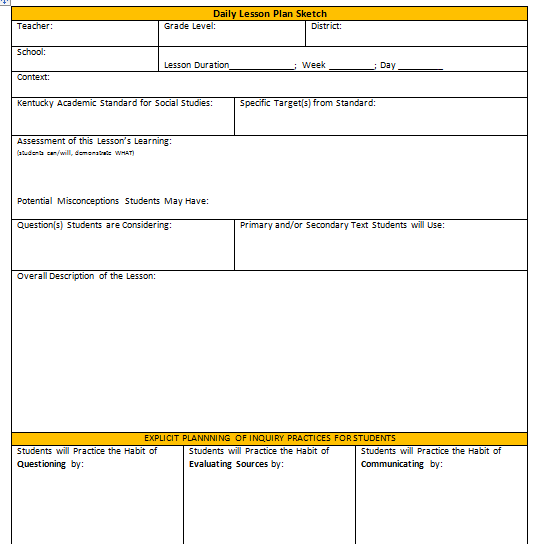 Daily Lesson Plan Sketch
Teacher:
Grade Level:
District:
School:
Lesson Duration______________; Week __________; Day __________
Context:
Kentucky Academic Standard for Social Studies:
Specific Target(s) from Standard:
Assessment of this Lesson's Learning:
(students can/will, demonstrate WHAT)
Potential Misconceptions Students May Have:
Question(s) Students are Considering:
Primary and/or Secondary Text Students will Use:
Overall Description of the Lesson:
EXPLICIT PLANNNING OF INQUIRY PRACTICES FOR STUDENTS
Students will Practice the Habit of
Questioning by:
Students will Practice the Habit of
Evaluating Sources by:
Students will Practice the Habit of
Communicating by: